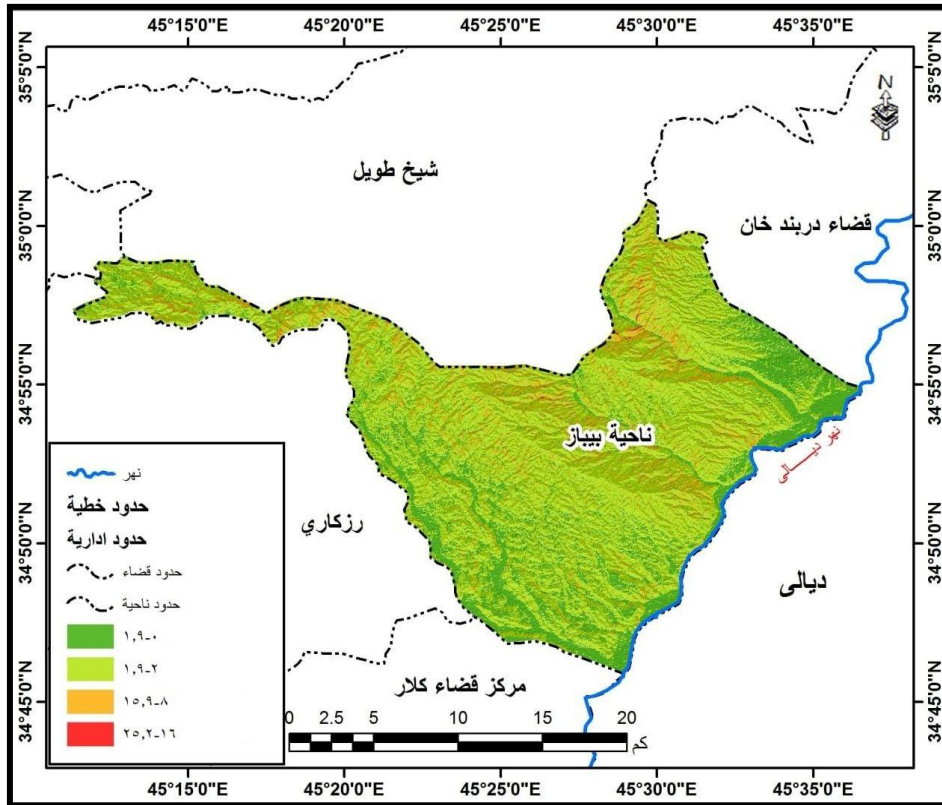 45°15'0"E 45°20'0"E 45°25'0"E 45°30'0"E 45°35'0"E
35°5'0"N 35°5'0"N
N
شيخ طويل
قضاء دربند خان
35°0'0"N 35°0'0"N
34°55'0"N 34°55'0"N
ناحية بيباز
نهر ديــــالى
رزكاري
34°50'0"N 34°50'0"N
ديالى
مركز قضاء كلار
34°45'0"N 34°45'0"N
نهر
حدود خطية
حدود ادارية
حدود قضاء
حدود ناحية
١,٩-٠
١,٩-٢
١٥,٩-٨
٢٥,٢-١٦
0 2.5 5 10 15 20
كم
45°15'0"E 45°20'0"E 45°25'0"E 45°30'0"E 45°35'0"E